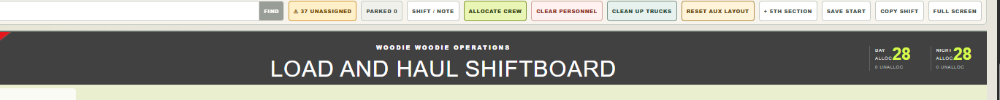 FIND
⚠ 37 UNASSIGNED
PARKED 0
SHIFT / NOTE
ALLOCATE CREW
CLEAR PERSONNEL
CLEAN UP TRUCKS
RESET AUX LAYOUT
+ 5TH SECTION
SAVE START
COPY SHIFT
FULL SCREEN
WOODIE WOODIE OPERATIONS
LOAD AND HAUL SHIFTBOARD
DAY
ALLOC 28
0 UNALLOC
NIGHT
ALLOC 28
0 UNALLOC